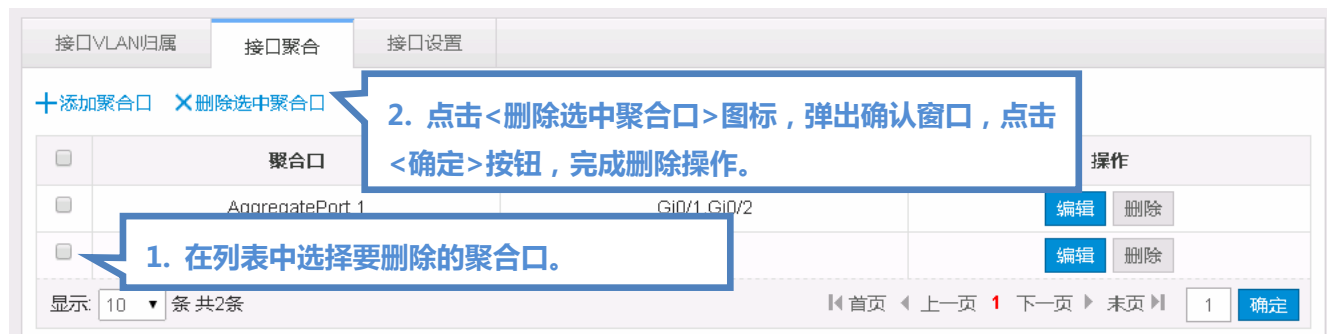 接口VLAN归属 接口聚合 接口设置
添加聚合口 删除选中聚合口
2. 点击<删除选中聚合口>图标，弹出确认窗口，点击
<确定>按钮，完成删除操作。
聚合口 操作
AggregatePort 1 Gi0/1,Gi0/2 编辑 删除
1. 在列表中选择要删除的聚合口。
编辑 删除
显示: 10 条 共2条 首页 上一页 1 下一页 末页 1 确定